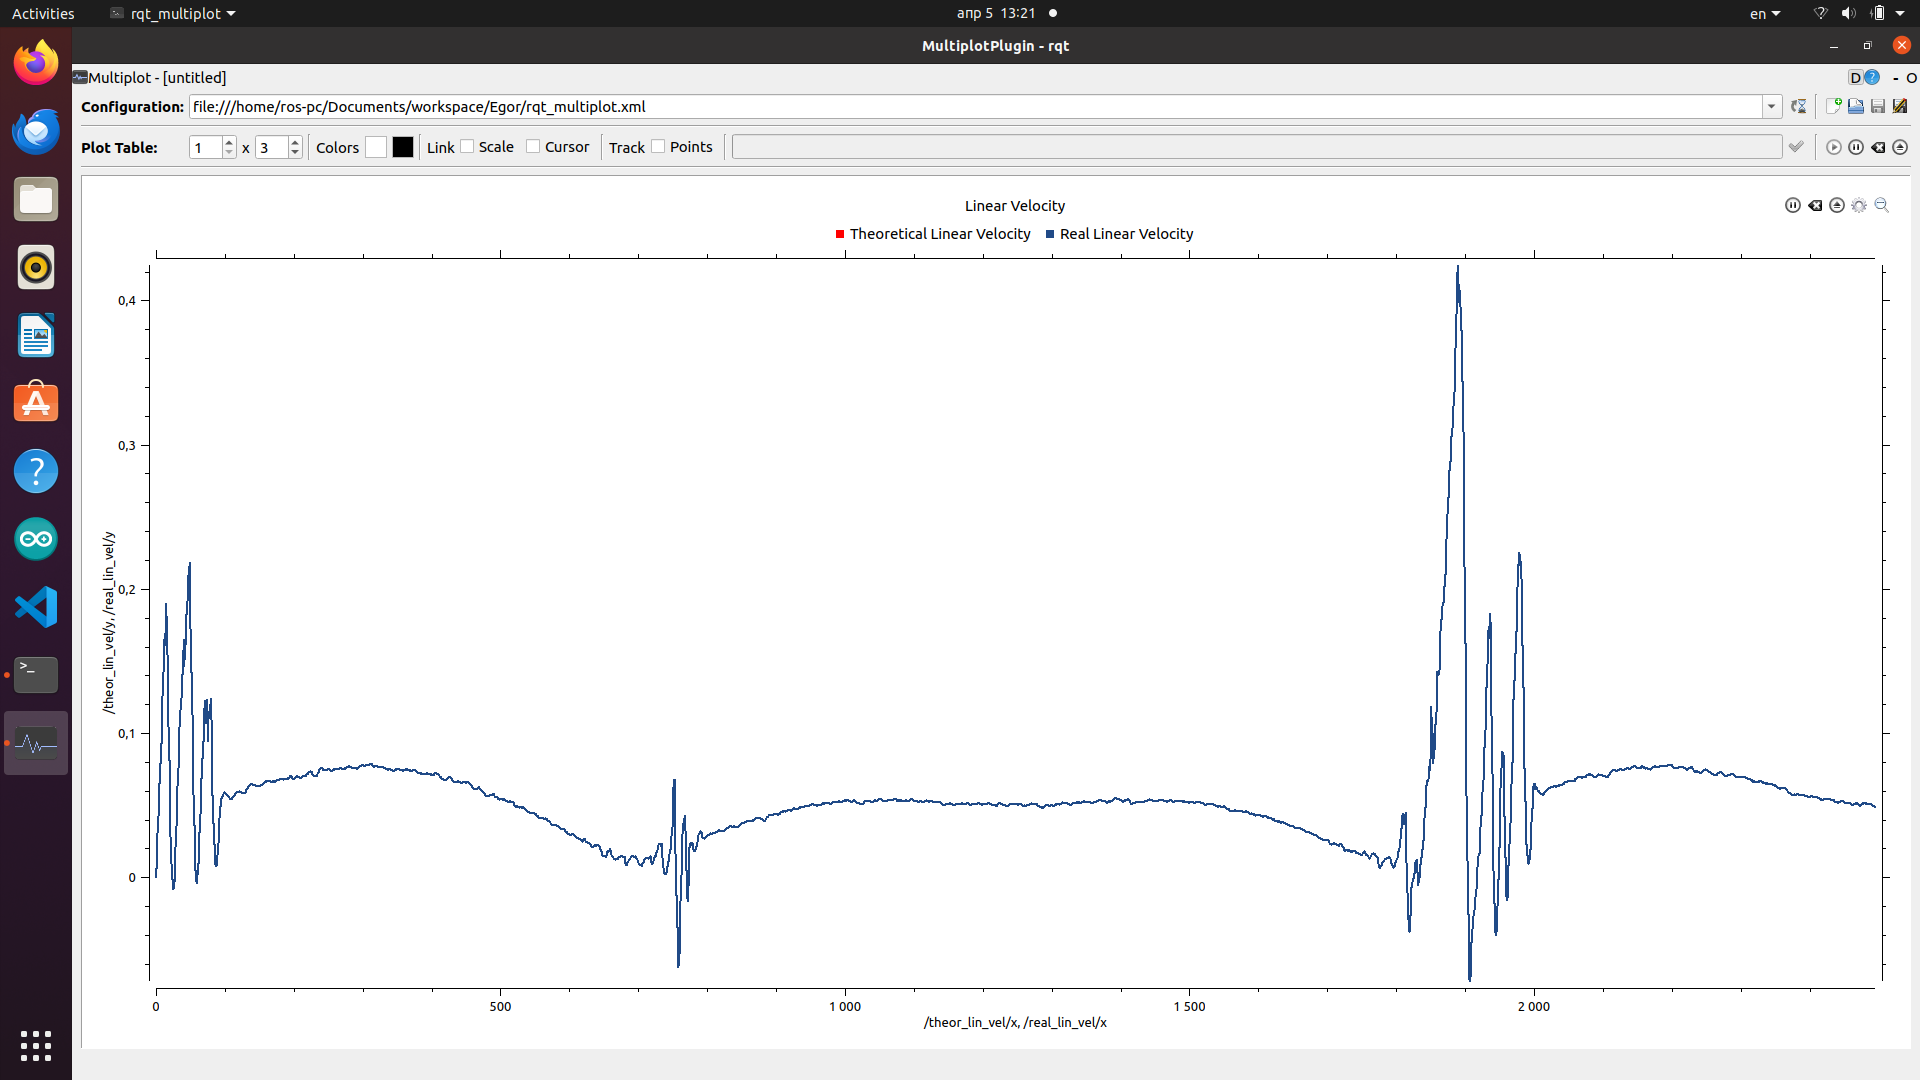 Activities rqt_multiplot апр 5 13:21 en
MultiplotPlugin - rqt
Multiplot - [untitled] D ? - O
Configuration: file:///home/ros-pc/Documents/workspace/Egor/rqt_multiplot.xml
Plot Table: 1 x 3 Colors Link Scale Cursor Track Points
Linear Velocity
Theoretical Linear Velocity Real Linear Velocity
0,4
0,3
0,2
0,1
0
/theor_lin_vel/y, /real_lin_vel/y
0 500 1 000 1 500 2 000
/theor_lin_vel/x, /real_lin_vel/x